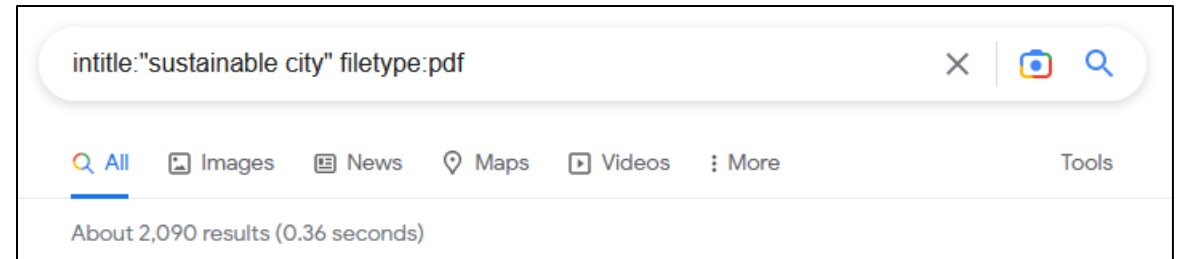 intitle:"sustainable city" filetype:pdf
All Images News Maps Videos More Tools
About 2,090 results (0.36 seconds)